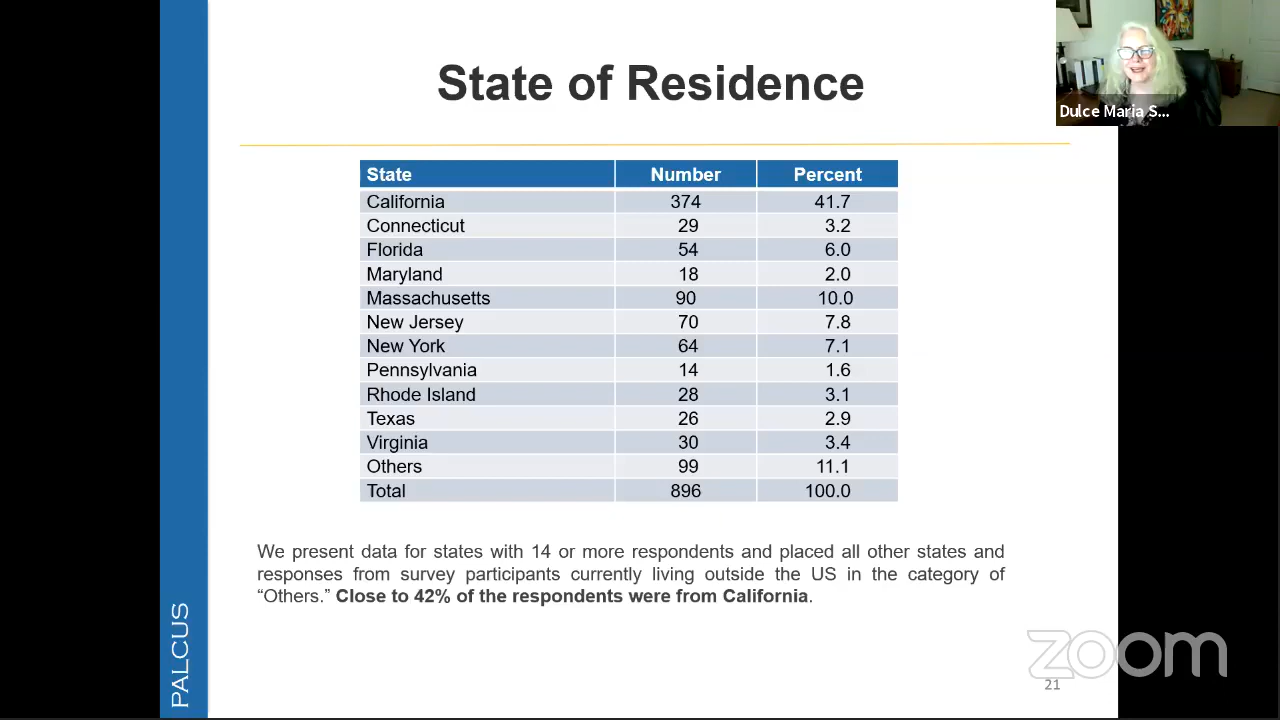 State of Residence
Dulce Maria S...
State Number Percent
California 374 41.7
Connecticut 29 3.2
Florida 54 6.0
Maryland 18 2.0
Massachusetts 90 10.0
New Jersey 70 7.8
New York 64 7.1
Pennsylvania 14 1.6
Rhode Island 28 3.1
Texas 26 2.9
Virginia 30 3.4
Others 99 11.1
Total 896 100.0
We present data for states with 14 or more respondents and placed all other states and
responses from survey participants currently living outside the US in the category of
“Others.” Close to 42% of the respondents were from California.
PALCUS
zoom
21